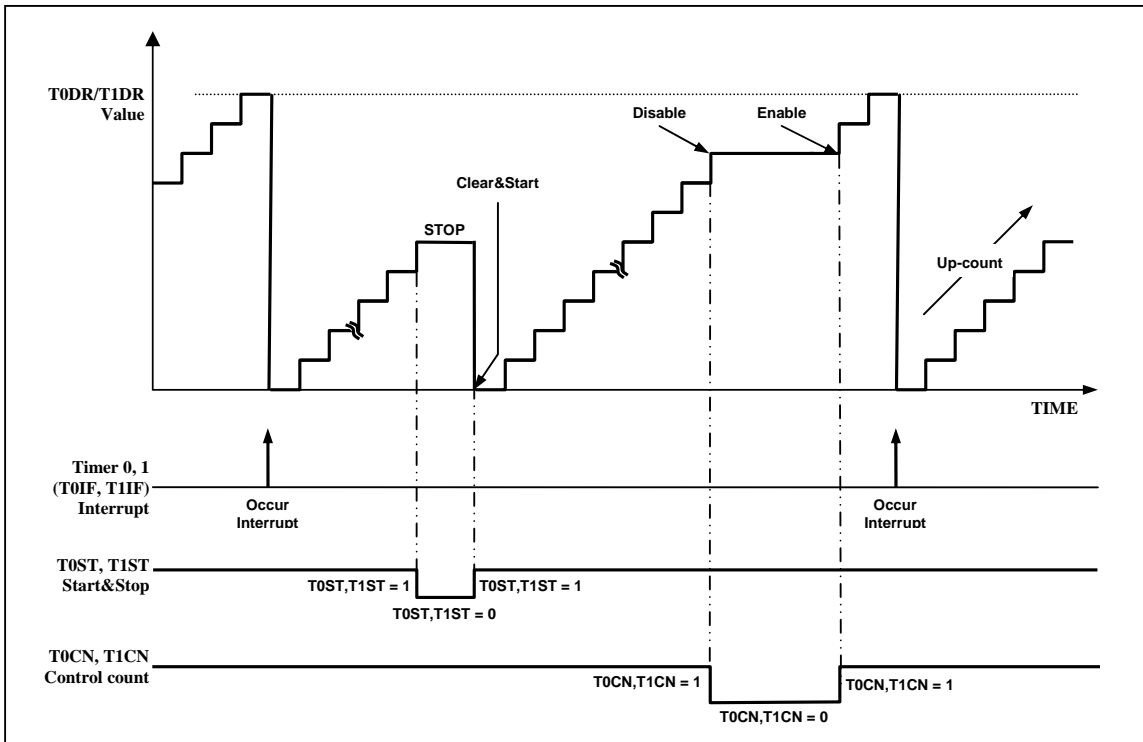 T0DR/T1DR
Value
Disable
Enable
Clear&Start
STOP
Up-count
TIME
Timer 0, 1
(T0IF, T1IF)
Interrupt
Occur
Interrupt
Occur
Interrupt
T0ST, T1ST
Start&Stop
T0ST,T1ST = 1
T0ST,T1ST = 1
T0ST,T1ST = 0
T0CN, T1CN
Control count
T0CN,T1CN = 1
T0CN,T1CN = 1
T0CN,T1CN = 0